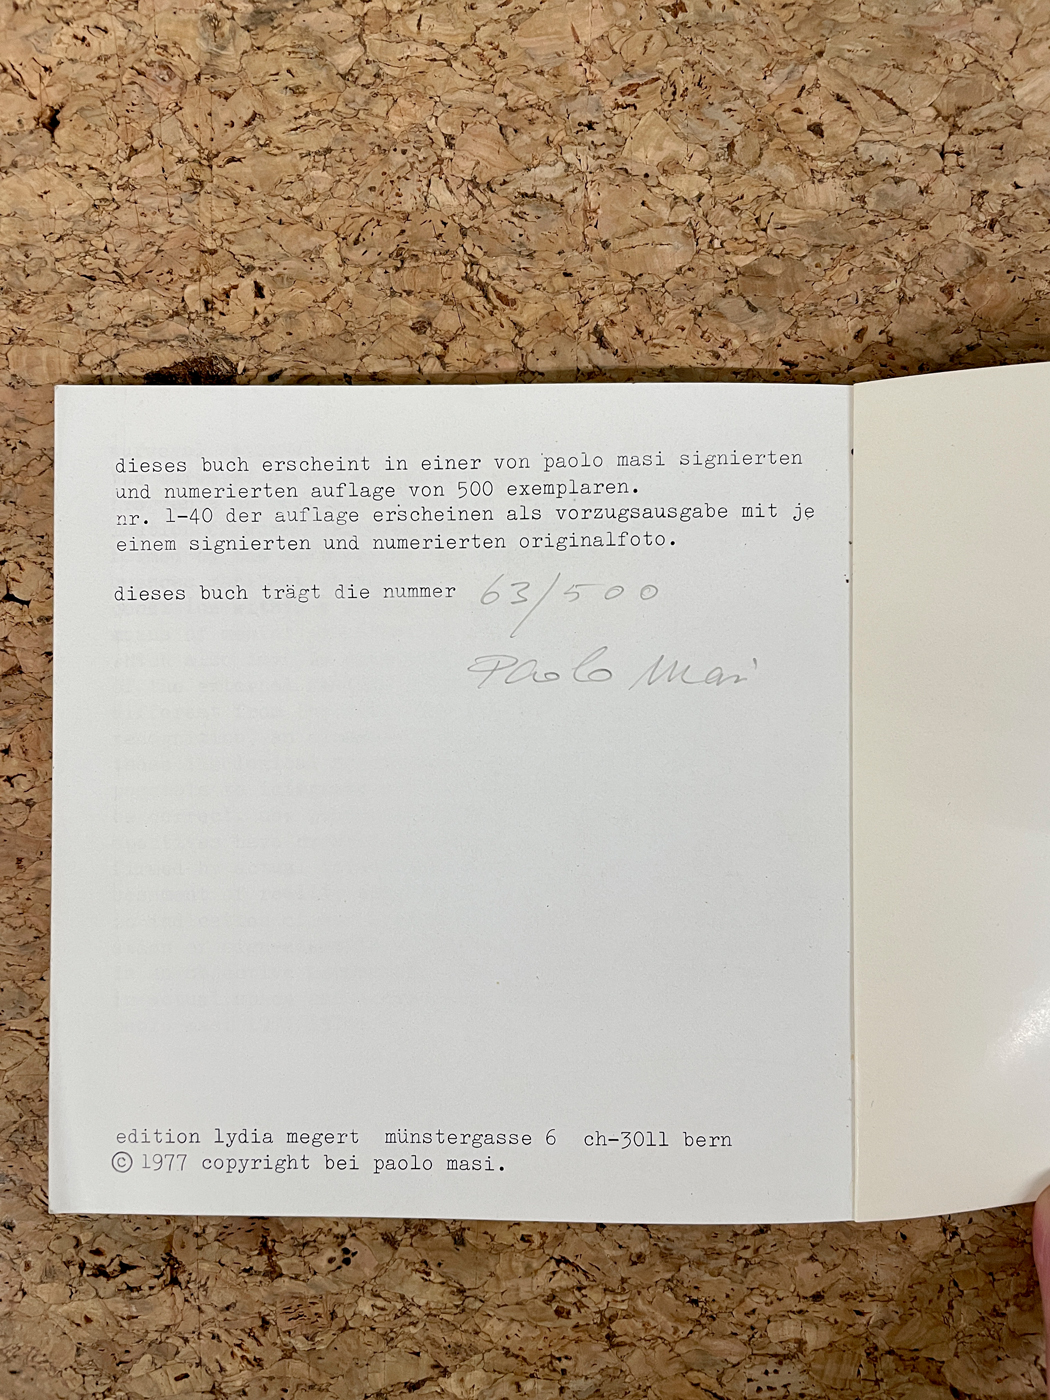 dieses buch erscheint in einer von paolo masi signierten
und numerierten auflage von 500 exemplaren.
nr. 1-40 der auflage erscheinen als vorzugsausgabe mit je
einem signierten und numerierten originalfoto.
dieses buch trägt die nummer 63/500
Paolo Masi
edition lydia megert münstergasse 6 ch-3011 bern
© 1977 copyright bei paolo masi.